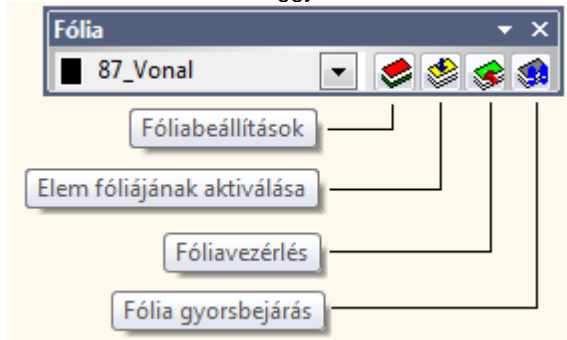 Fólia
87_Vonal
Fóliabeállítások
Elem fóliájának aktiválása
Fóliavezérlés
Fólia gyorsbejárás